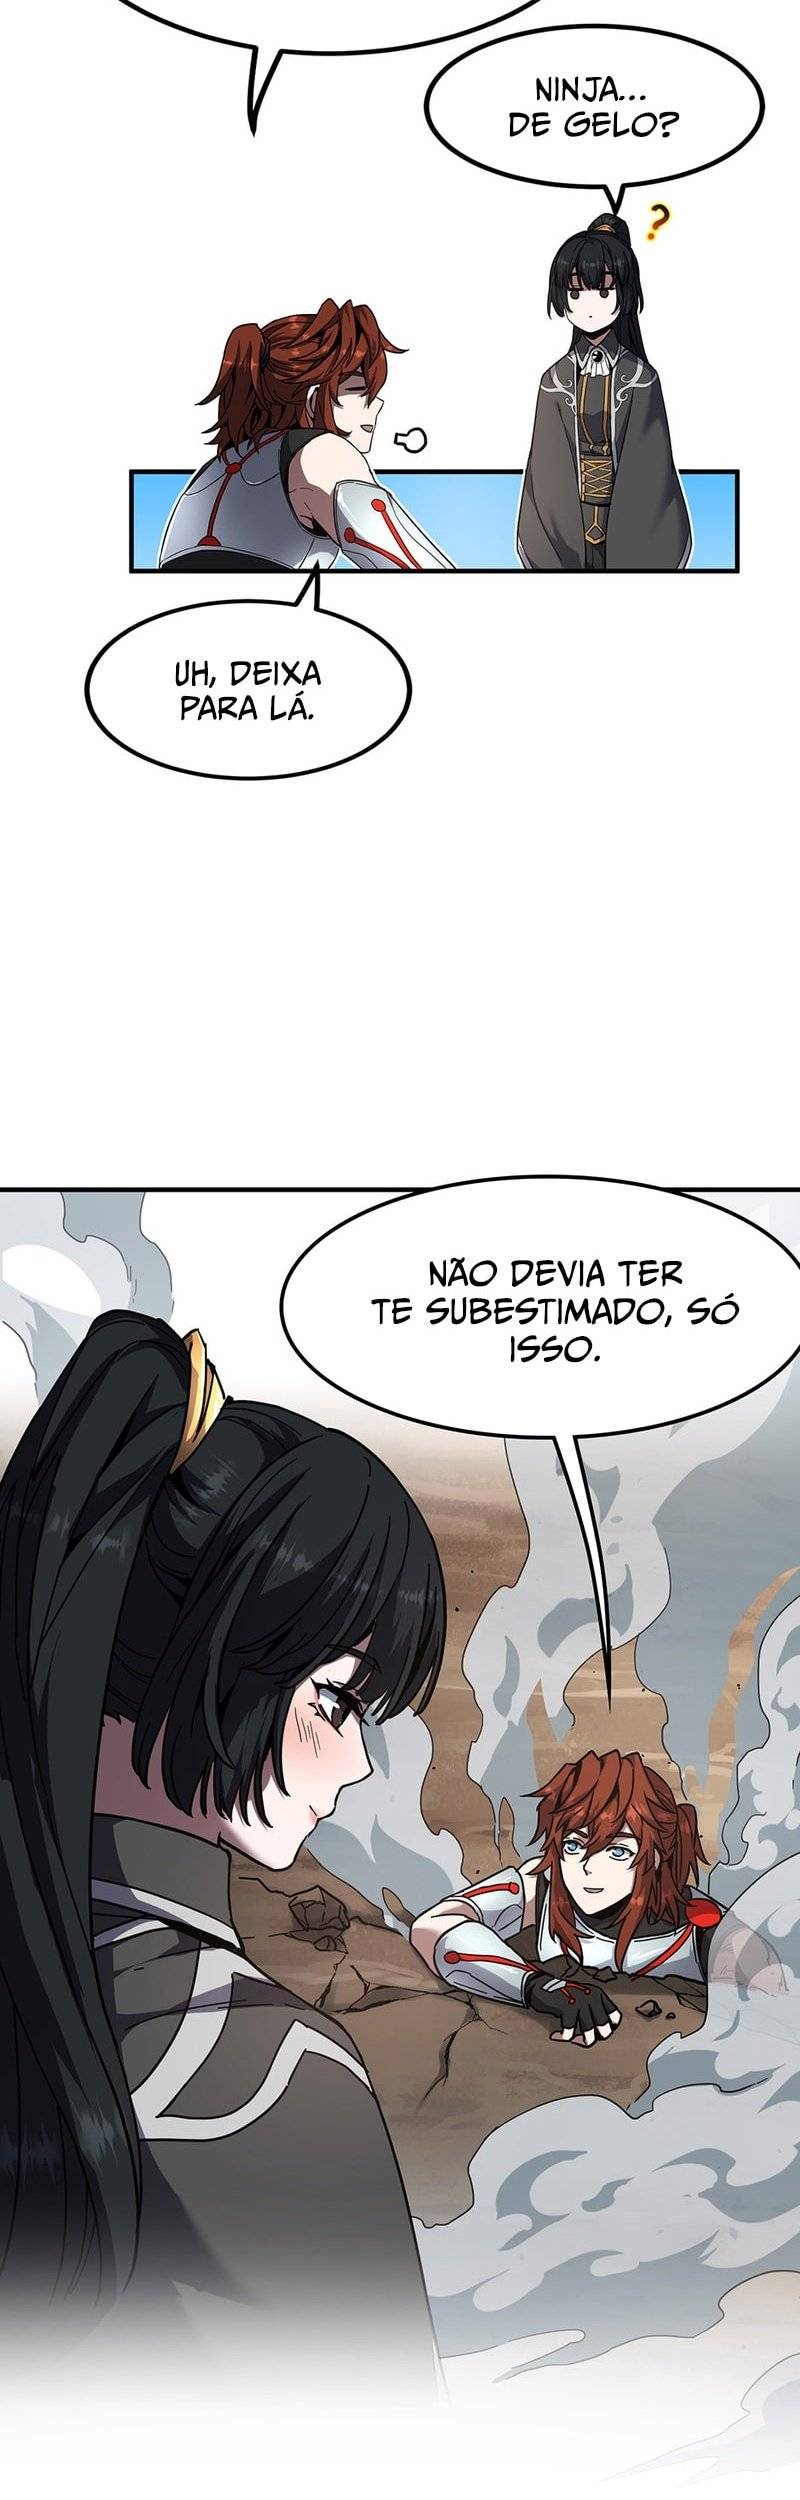 NINJA...
DE GELO?
?
UH, DEIXA
PARA LÁ.
NÃO DEVIA TER
TE SUBESTIMADO, SÓ
ISSO.